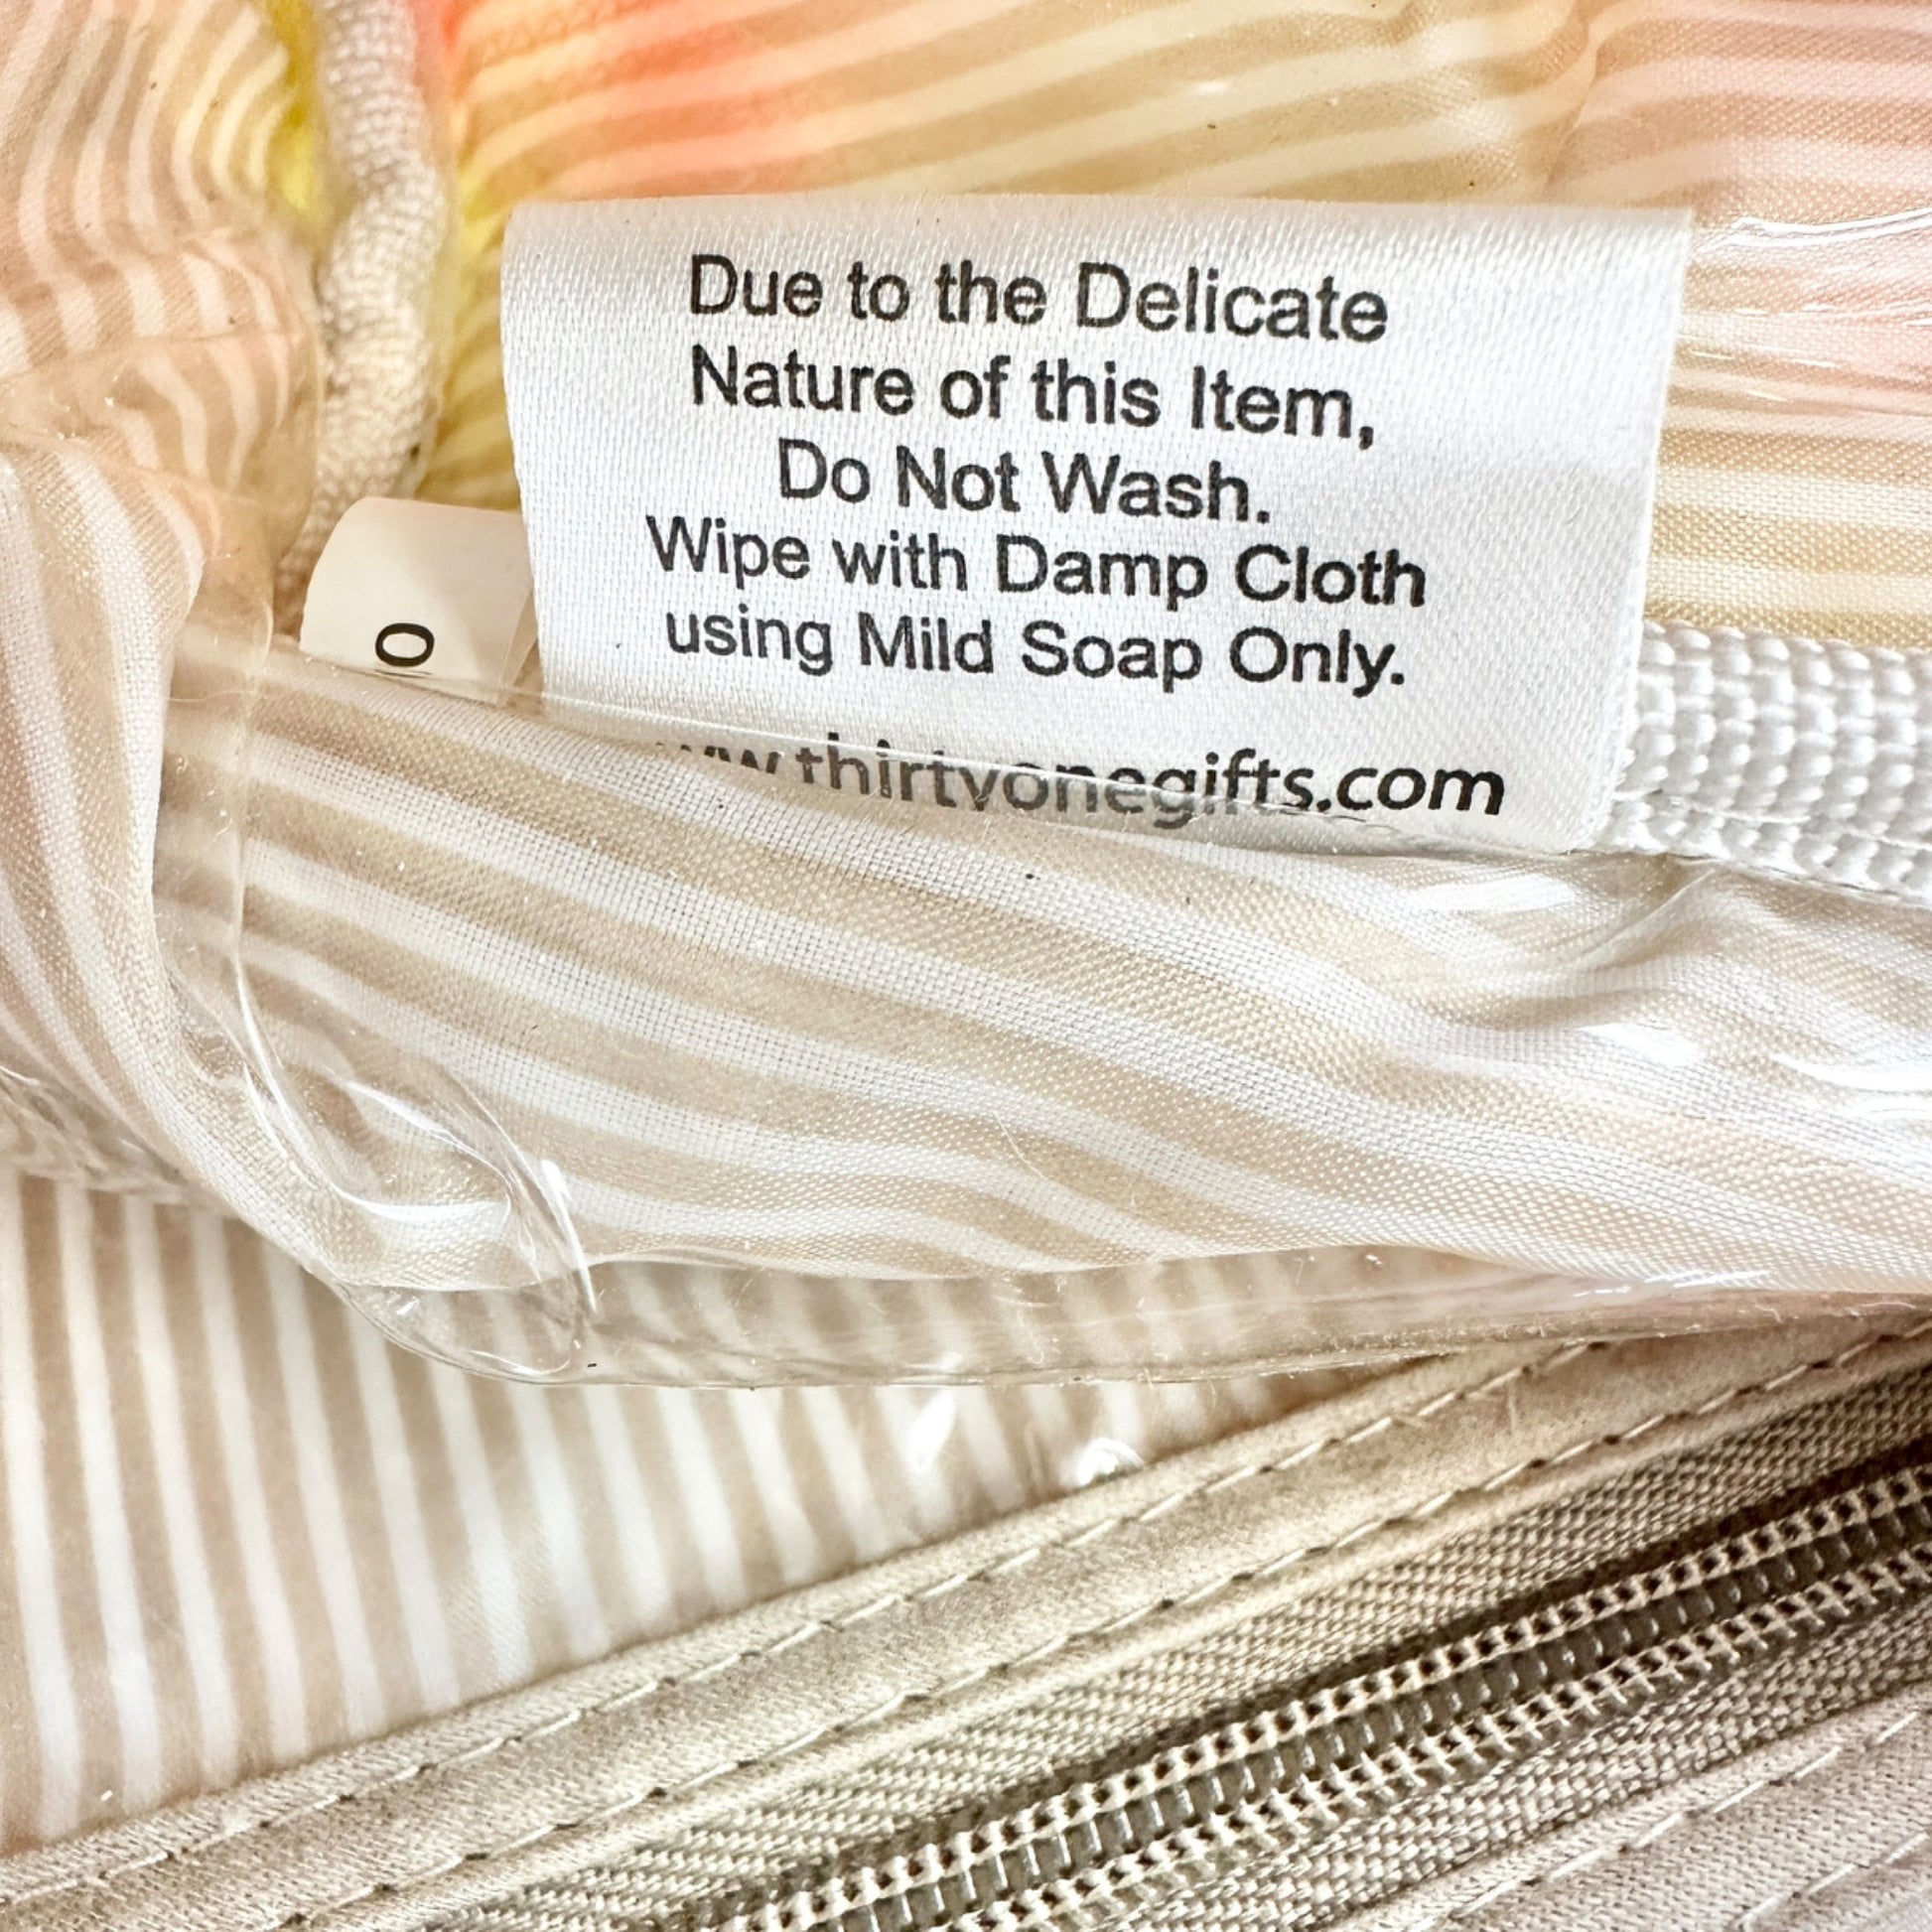 Due to the Delicate
Nature of this Item,
Do Not Wash.
Wipe with Damp Cloth
using Mild Soap Only.
www.thirtyonegifts.com
0